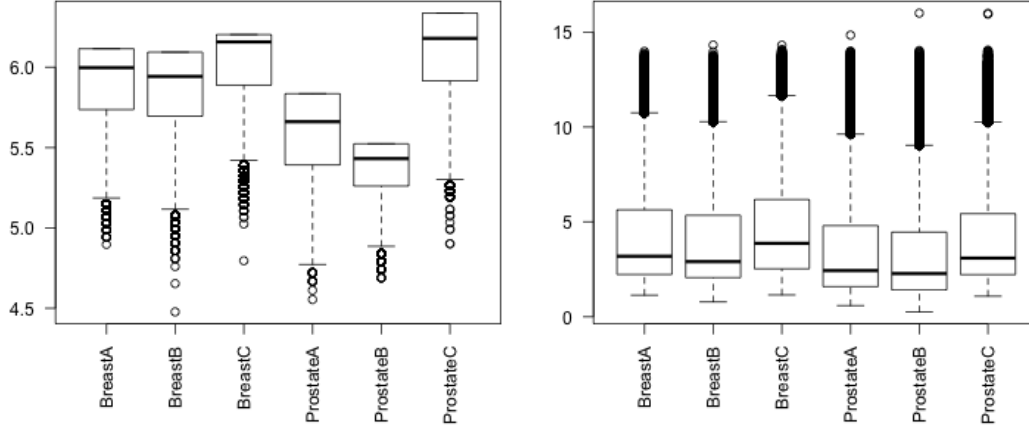 6.0
5.5
5.0
4.5
BreastA
BreastB
BreastC
ProstateA
ProstateB
ProstateC
15
10
5
0
BreastA
BreastB
BreastC
ProstateA
ProstateB
ProstateC